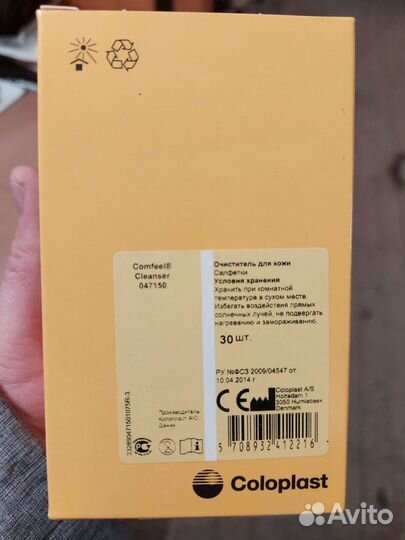 Comfeel®
Cleanser
047150
Очиститель для кожи
Салфетки
Условия хранения
Хранить при комнатной
температуре в сухом месте.
Избегать воздействия прямых
солнечных лучей, не подвергать
нагреванию и замораживанию.
30 шт.
РУ №ФСЗ 2009/04547 от
10.04.2014 г
Coloplast A/S
Holtedam 1
3050 Humlebaek
Denmark
CE
Производитель
Колопласт А/С
Дания
5 708932 412216
Coloplast
Avito